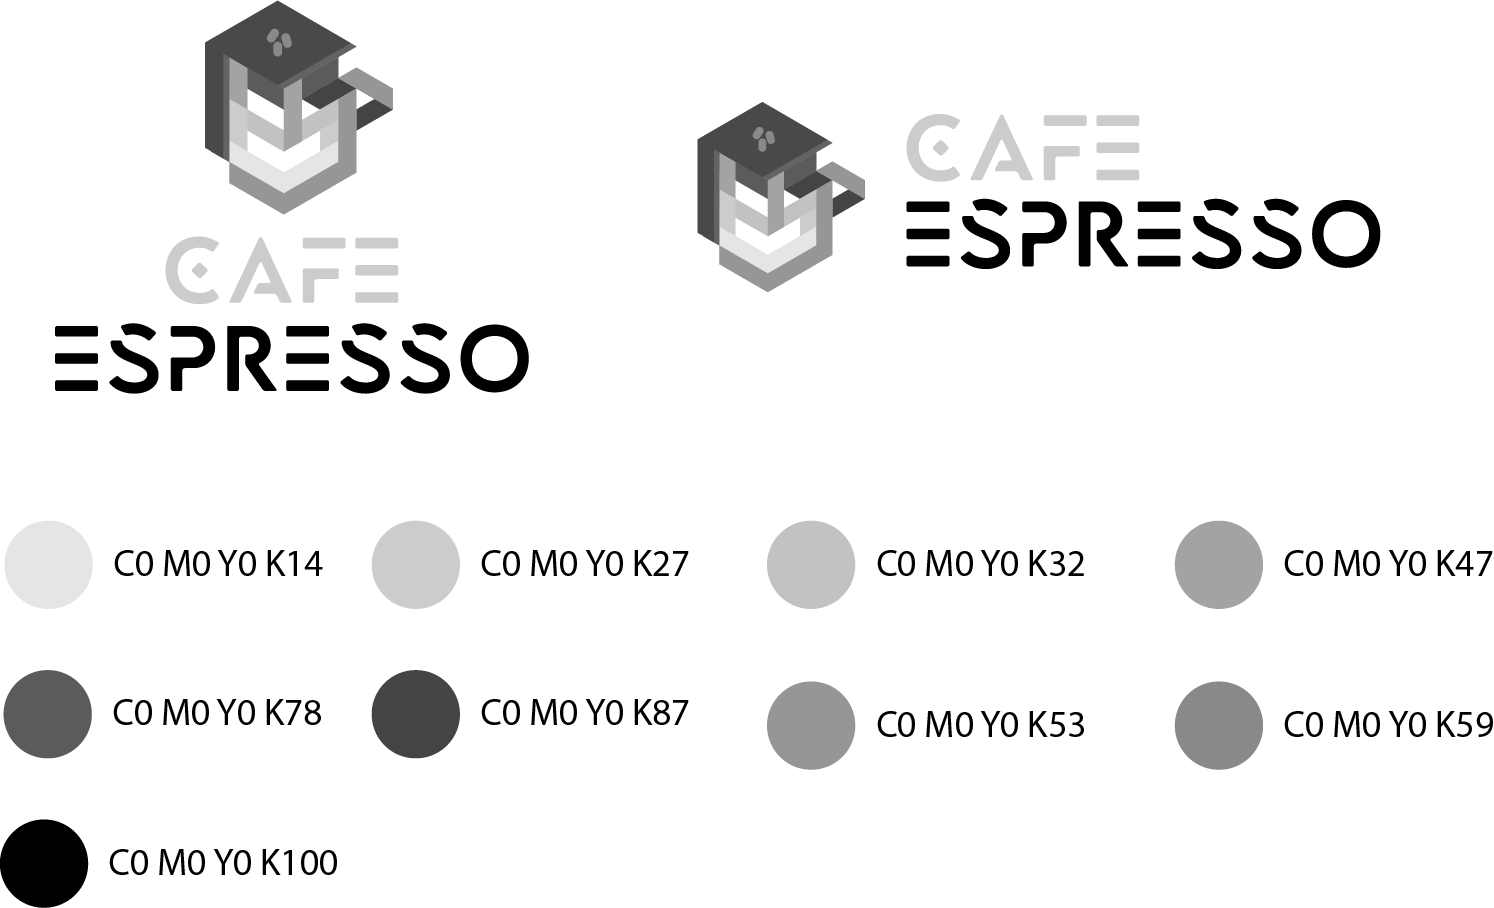 CAFE
ESPRESSO
CAFE
ESPRESSO
C0 M0 Y0 K14
C0 M0 Y0 K27
C0 M0 Y0 K32
C0 M0 Y0 K47
C0 M0 Y0 K78
C0 M0 Y0 K87
C0 M0 Y0 K53
C0 M0 Y0 K59
C0 M0 Y0 K100